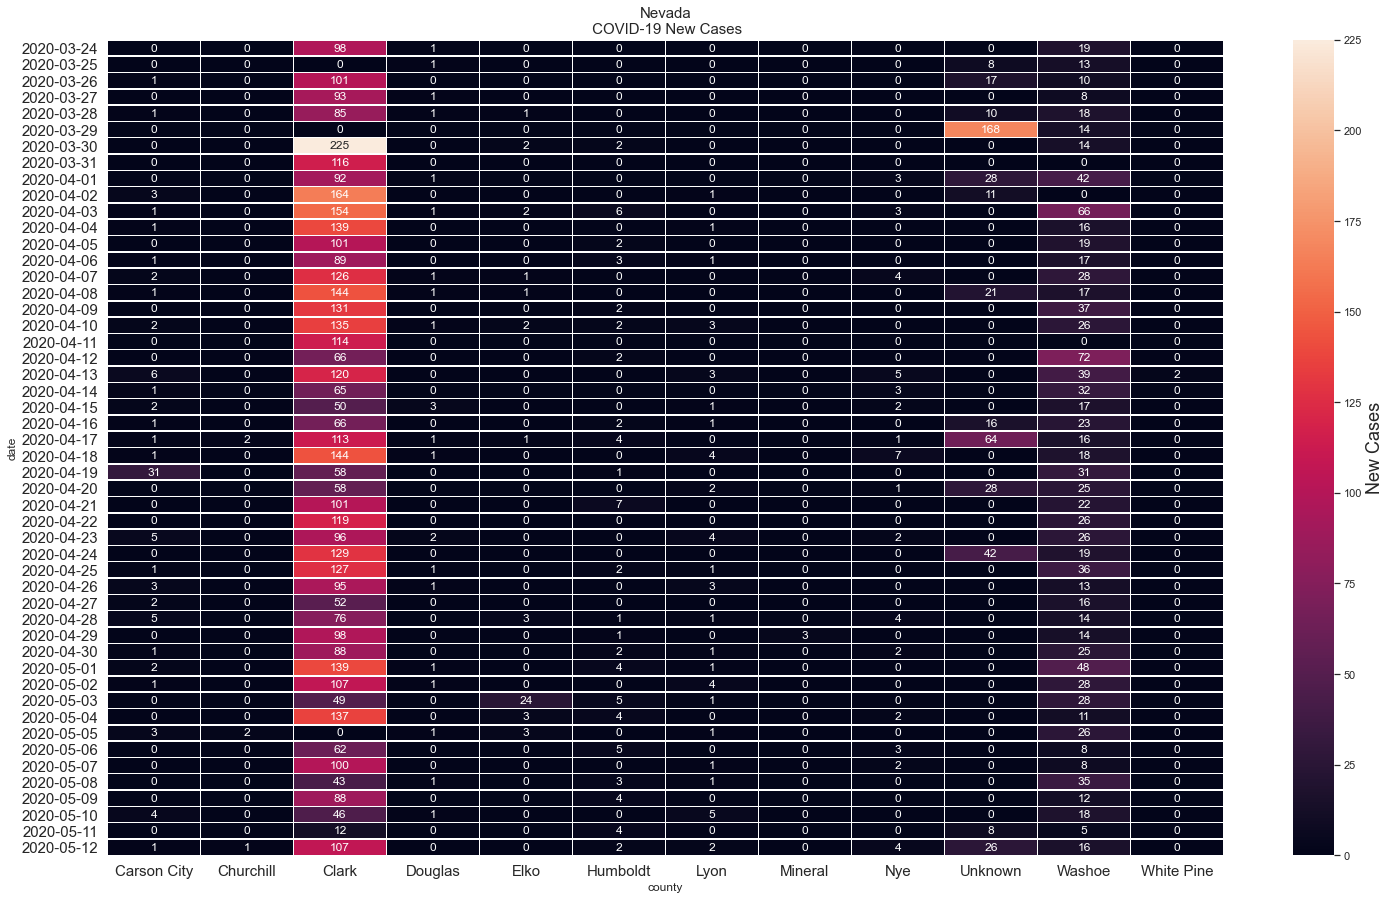 Nevada
COVID-19 New Cases
2020-03-24 0 0 98 1 0 0 0 0 0 0 19 0
2020-03-25 0 0 0 1 0 0 0 0 0 8 13 0
2020-03-26 1 0 101 0 0 0 0 0 0 17 10 0
2020-03-27 0 0 93 1 0 0 0 0 0 0 8 0
2020-03-28 1 0 85 1 1 0 0 0 0 10 18 0
2020-03-29 0 0 0 0 0 0 0 0 0 168 14 0
2020-03-30 0 0 225 0 2 2 0 0 0 0 14 0
2020-03-31 0 0 116 0 0 0 0 0 0 0 0 0
2020-04-01 0 0 92 1 0 0 0 0 3 28 42 0
2020-04-02 3 0 164 0 0 0 1 0 0 11 0 0
2020-04-03 1 0 154 1 2 6 0 0 3 0 66 0
2020-04-04 1 0 139 0 0 0 1 0 0 0 16 0
2020-04-05 0 0 101 0 0 2 0 0 0 0 19 0
2020-04-06 1 0 89 0 0 3 1 0 0 0 17 0
2020-04-07 2 0 126 1 1 0 0 0 4 0 28 0
2020-04-08 1 0 144 1 1 0 0 0 0 21 17 0
2020-04-09 0 0 131 0 0 2 0 0 0 0 37 0
2020-04-10 2 0 135 1 2 2 3 0 0 0 26 0
2020-04-11 0 0 114 0 0 0 0 0 0 0 0 0
2020-04-12 0 0 66 0 0 2 0 0 0 0 72 0
2020-04-13 6 0 120 0 0 0 3 0 5 0 39 2
2020-04-14 1 0 65 0 0 0 0 0 3 0 32 0
2020-04-15 2 0 50 3 0 0 1 0 2 0 17 0
2020-04-16 1 0 66 0 0 2 1 0 0 16 23 0
2020-04-17 1 2 113 1 1 4 0 0 1 64 16 0
2020-04-18 1 0 144 1 0 0 4 0 7 0 18 0
2020-04-19 31 0 58 0 0 1 0 0 0 0 31 0
2020-04-20 0 0 58 0 0 0 2 0 1 28 25 0
2020-04-21 0 0 101 0 0 7 0 0 0 0 22 0
2020-04-22 0 0 119 0 0 0 0 0 0 0 26 0
2020-04-23 5 0 96 2 0 0 4 0 2 0 26 0
2020-04-24 0 0 129 0 0 0 0 0 0 42 19 0
2020-04-25 1 0 127 0 0 2 1 0 0 0 36 0
2020-04-26 3 0 95 1 0 0 3 0 0 0 13 0
2020-04-27 2 0 52 0 0 0 0 0 0 0 16 0
2020-04-28 5 0 76 0 3 1 1 0 4 0 14 0
2020-04-29 0 0 98 0 0 1 0 3 0 0 14 0
2020-04-30 1 0 88 0 0 2 1 0 2 0 25 0
2020-05-01 2 0 139 1 0 4 1 0 0 0 48 0
2020-05-02 1 0 107 1 0 0 4 0 0 0 28 0
2020-05-03 0 0 49 0 24 5 1 0 0 0 28 0
2020-05-04 0 0 137 0 3 4 0 0 2 0 11 0
2020-05-05 3 2 0 1 3 0 1 0 0 0 26 0
2020-05-06 0 0 62 0 0 5 0 0 3 0 8 0
2020-05-07 0 0 100 0 0 0 1 0 2 0 8 0
2020-05-08 0 0 43 1 0 3 1 0 0 0 35 0
2020-05-09 0 0 88 0 0 4 0 0 0 0 12 0
2020-05-10 4 0 46 1 0 0 5 0 0 0 18 0
2020-05-11 0 0 12 0 0 4 0 0 0 8 5 0
2020-05-12 1 1 107 0 0 2 2 0 4 26 16 0
Carson City Churchill Clark Douglas Elko Humboldt Lyon Mineral Nye Unknown Washoe White Pine
county
date
225
200
175
150
125
100
75
50
25
0
New Cases